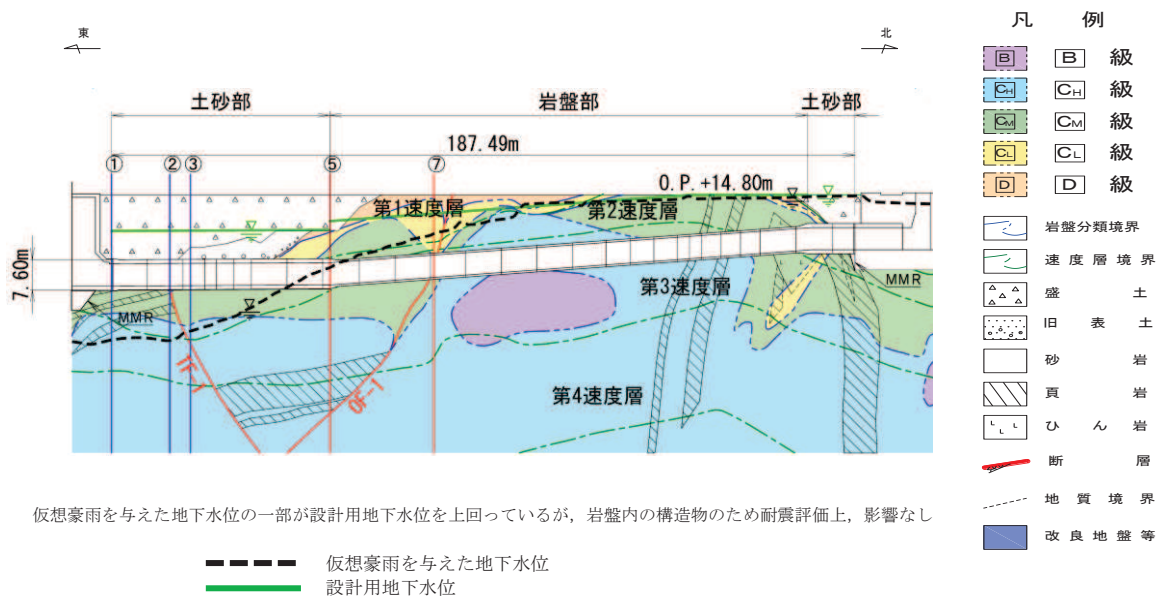 東
北
土砂部
岩盤部
土砂部
187.49m
①
②
③
⑤
⑦
O.P.+14.80m
第1速度層
第2速度層
7.60m
第3速度層
MMR
MMR
TF-1
OF-1
第4速度層
凡 例
B B 級
CH CH 級
CM CM 級
CL CL 級
D D 級
岩盤分類境界
速度層境界
盛 土
旧 表 土
砂 岩
頁 岩
ひ ん 岩
断 層
地 質 境 界
改 良 地 盤 等
仮想豪雨を与えた地下水位の一部が設計用地下水位を上回っているが，岩盤内の構造物のため耐震評価上，影響なし
仮想豪雨を与えた地下水位
設計用地下水位